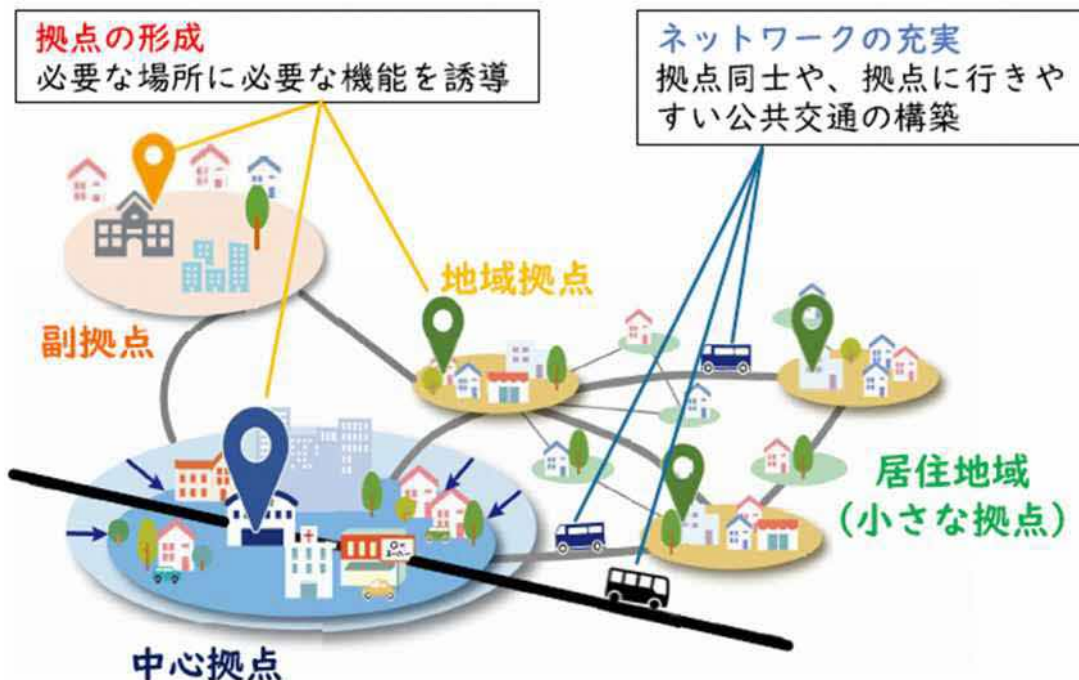 拠点の形成
必要な場所に必要な機能を誘導
ネットワークの充実
拠点同士や、拠点に行きや
すい公共交通の構築
地域拠点
副拠点
居住地域
(小さな拠点)
中心拠点